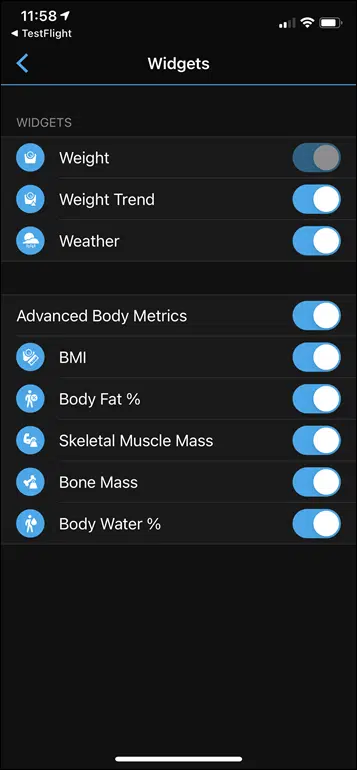 11:58
TestFlight
Widgets
WIDGETS
Weight
Weight Trend
Weather
Advanced Body Metrics
BMI
Body Fat %
Skeletal Muscle Mass
Bone Mass
Body Water %